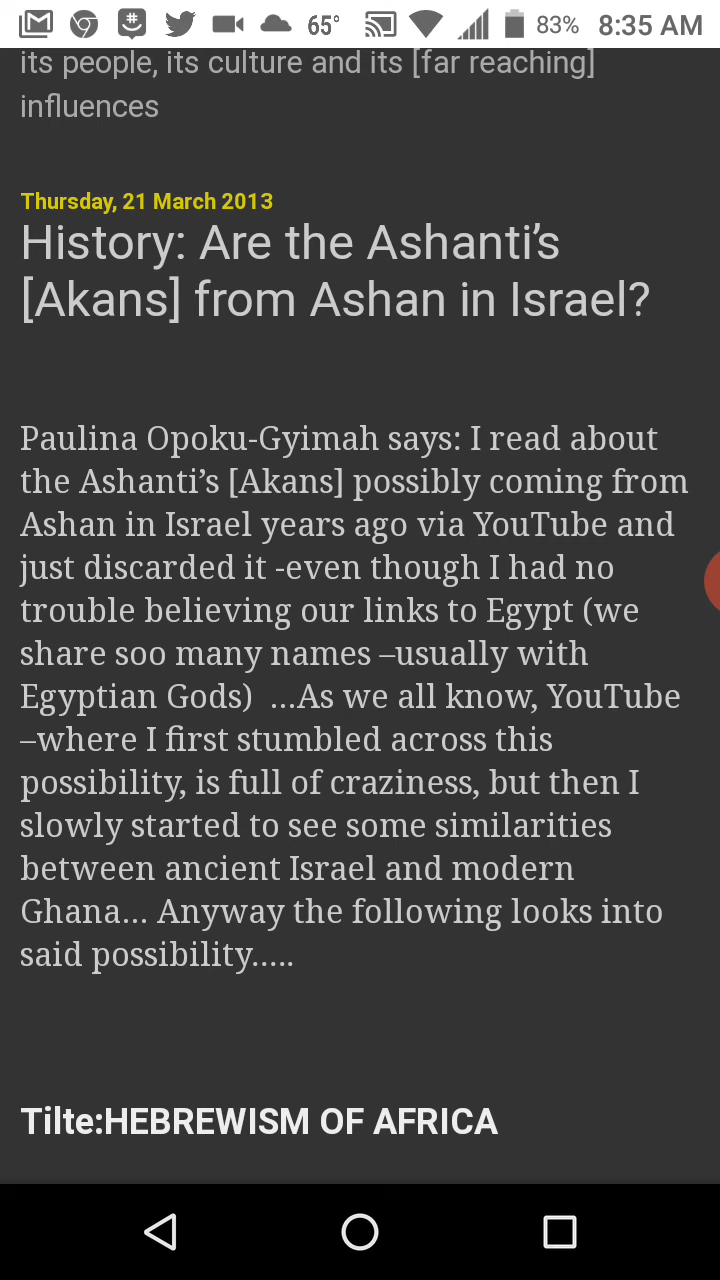 65° 83% 8:35 AM
its people, its culture and its [far reaching]
influences
Thursday, 21 March 2013
History: Are the Ashanti’s
[Akans] from Ashan in Israel?
Paulina Opoku-Gyimah says: I read about
the Ashanti’s [Akans] possibly coming from
Ashan in Israel years ago via YouTube and
just discarded it -even though I had no
trouble believing our links to Egypt (we
share soo many names –usually with
Egyptian Gods)  ...As we all know, YouTube
–where I first stumbled across this
possibility, is full of craziness, but then I
slowly started to see some similarities
between ancient Israel and modern
Ghana... Anyway the following looks into
said possibility.....
Tilte:HEBREWISM OF AFRICA